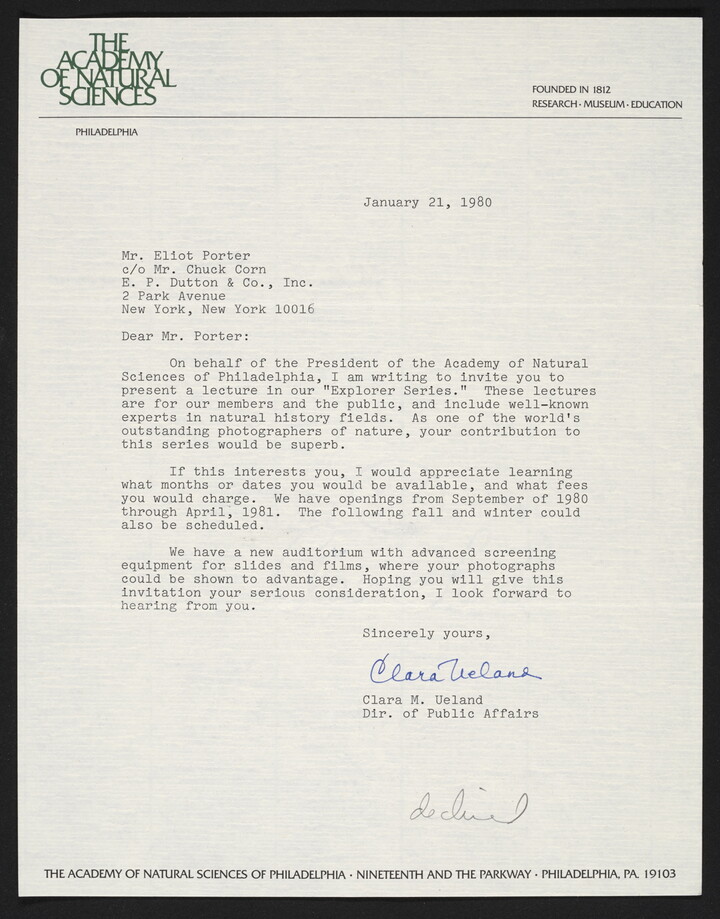 THE
ACADEMY
OF NATURAL
SCIENCES
PHILADELPHIA
FOUNDED IN 1812
RESEARCH · MUSEUM · EDUCATION
January 21, 1980
Mr. Eliot Porter
c/o Mr. Chuck Corn
E. P. Dutton & Co., Inc.
2 Park Avenue
New York, New York 10016
Dear Mr. Porter:
On behalf of the President of the Academy of Natural
Sciences of Philadelphia, I am writing to invite you to
present a lecture in our "Explorer Series." These lectures
are for our members and the public, and include well-known
experts in natural history fields. As one of the world's
outstanding photographers of nature, your contribution to
this series would be superb.
If this interests you, I would appreciate learning
what months or dates you would be available, and what fees
you would charge. We have openings from September of 1980
through April, 1981. The following fall and winter could
also be scheduled.
We have a new auditorium with advanced screening
equipment for slides and films, where your photographs
could be shown to advantage. Hoping you will give this
invitation your serious consideration, I look forward to
hearing from you.
Sincerely yours,
Clara Ueland
Clara M. Ueland
Dir. of Public Affairs
declined
THE ACADEMY OF NATURAL SCIENCES OF PHILADELPHIA · NINETEENTH AND THE PARKWAY · PHILADELPHIA, PA. 19103